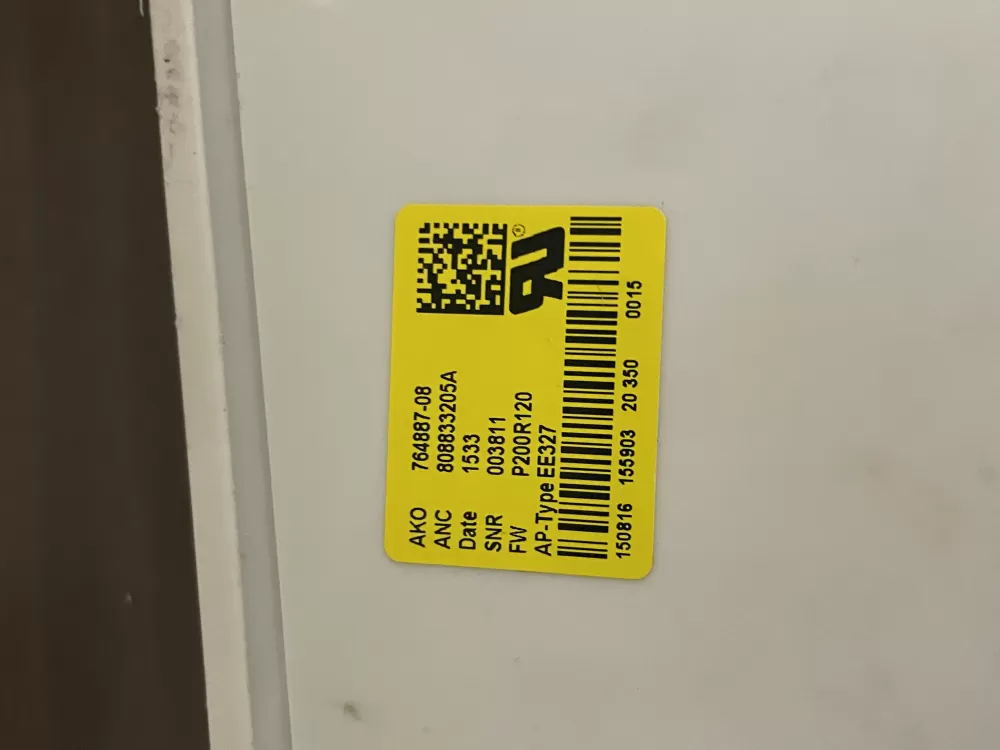 AKO 764887-08
ANC 808833205A
Date 1533
SNR 003811
FW P200R120
AP-Type EE327
150816 155903 20 350 0015
RU ®